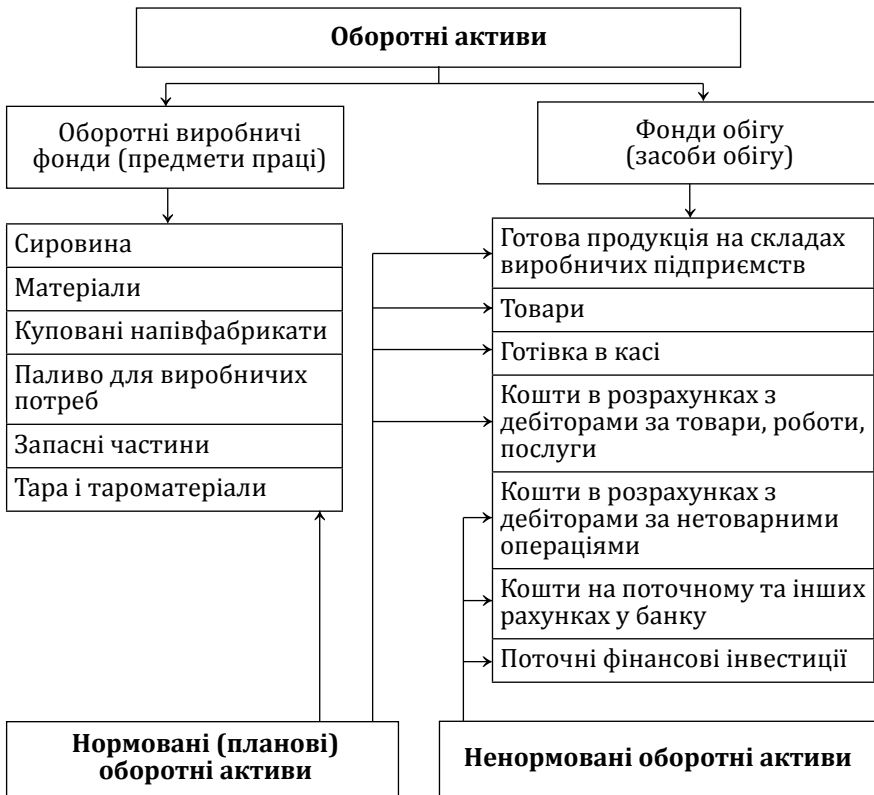 Оборотні активи
Оборотні виробничі
фонди (предмети праці)
Фонди обігу
(засоби обігу)
Сировина
Матеріали
Куповані напівфабрикати
Паливо для виробничих
потреб
Запасні частини
Тара і тароматеріали
Готова продукція на складах
виробничих підприємств
Товари
Готівка в касі
Кошти в розрахунках з
дебіторами за товари, роботи,
послуги
Кошти в розрахунках з
дебіторами за нетоварними
операціями
Кошти на поточному та інших
рахунках у банку
Поточні фінансові інвестиції
Нормовані (планові)
оборотні активи
Ненормовані оборотні активи